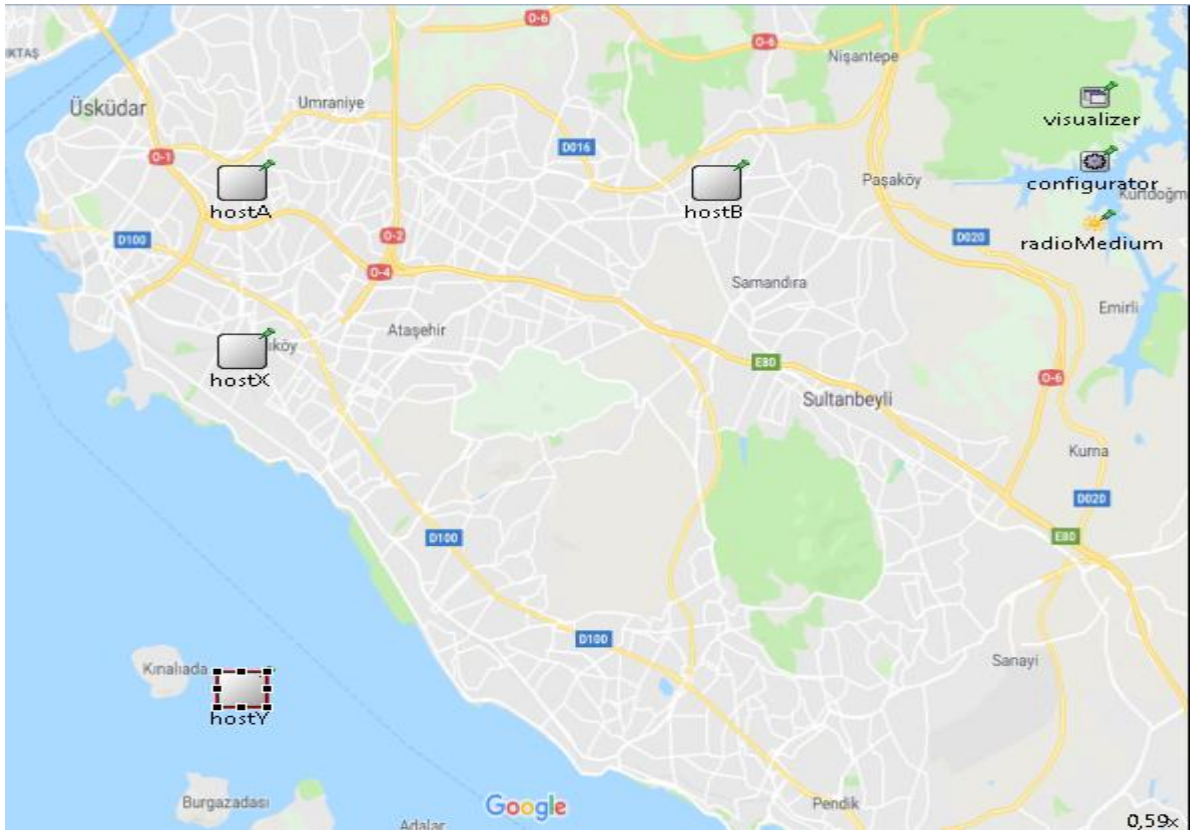 O-6
O-6
Nişantepe
Üsküdar
Umraniye
visualizer
D016
O-1
Paşaköy
configurator
hostA
hostB
D100
O-2
D020
radioMedium
O-4
Samandıra
Emirli
Ataşehir
ıköy
E80
hostX
O-6
Sultanbeyli
Kurna
D020
D100
E80
D100
Kınalıada
Sanayi
hostY
Burgazadası
Google
Pendik
Adalar
0,59x